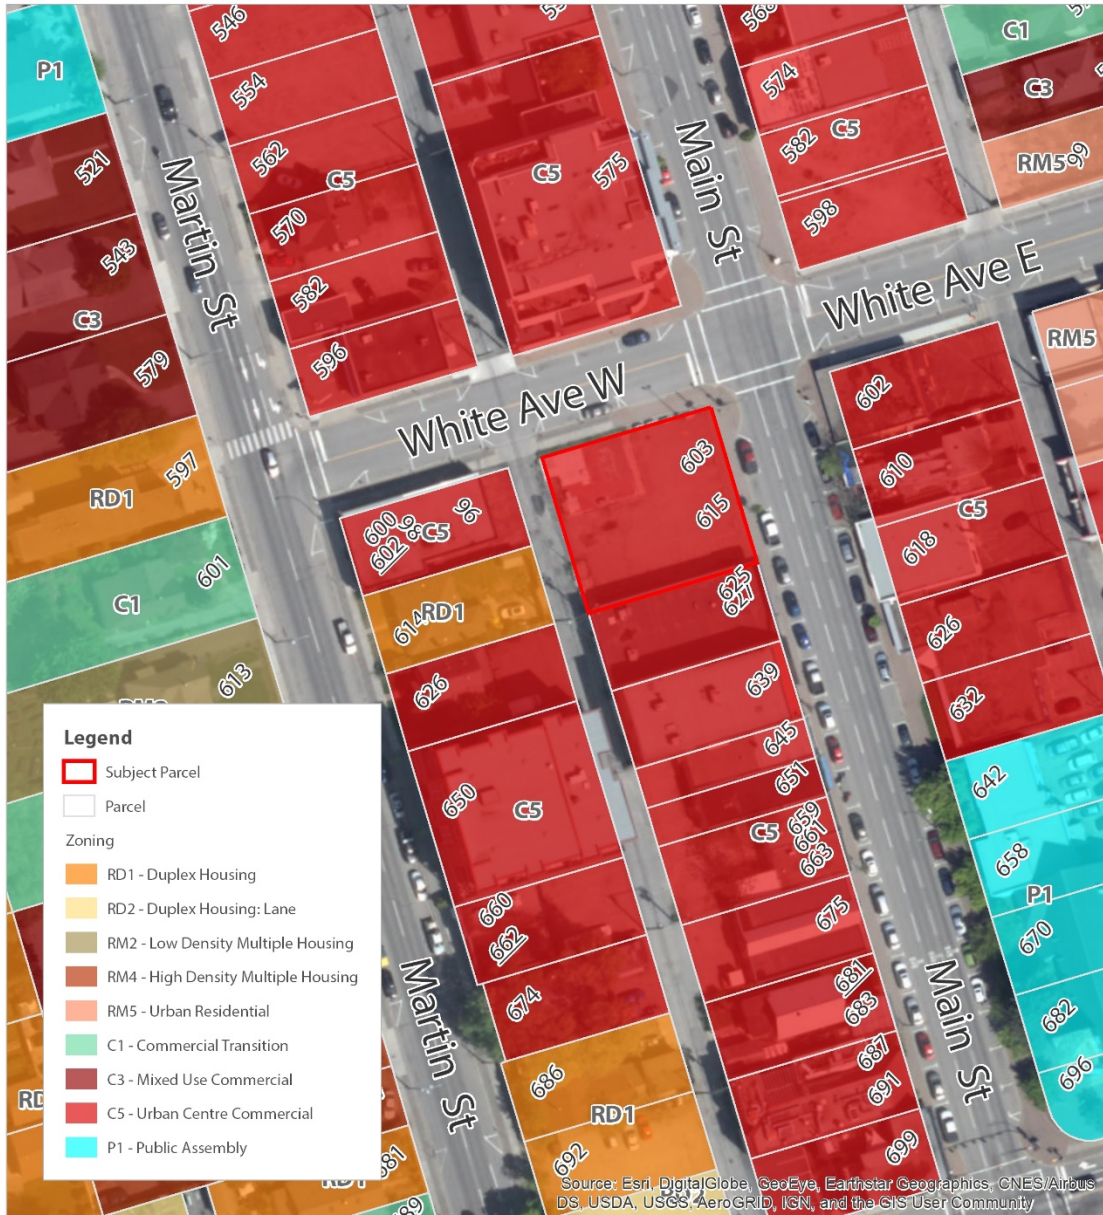 546
554
562
C5
570
582
596
P1
521
543
C3
579
RD1
597
601
C1
613
Martin St
575
C5
Main St
568
574
582
C5
598
C1
C3
RM5
99
White Ave E
White Ave W
RM5
602
610
C5
618
626
632
603
615
625
627
639
645
651
659
C5
661
663
675
681
683
687
691
699
600
602
86
96
C5
614
RD1
626
650
C5
660
662
674
686
RD1
692
Martin St
Main St
642
658
P1
670
682
696
Legend
Subject Parcel
Parcel
Zoning
RD1 - Duplex Housing
RD2 - Duplex Housing: Lane
RM2 - Low Density Multiple Housing
RM4 - High Density Multiple Housing
RM5 - Urban Residential
C1 - Commercial Transition
C3 - Mixed Use Commercial
C5 - Urban Centre Commercial
P1 - Public Assembly
RD1
Source: Esri, DigitalGlobe, GeoEye, Earthstar Geographics, CNES/Airbus
DS, USDA, USGS, AeroGRID, IGN, and the GIS User Community